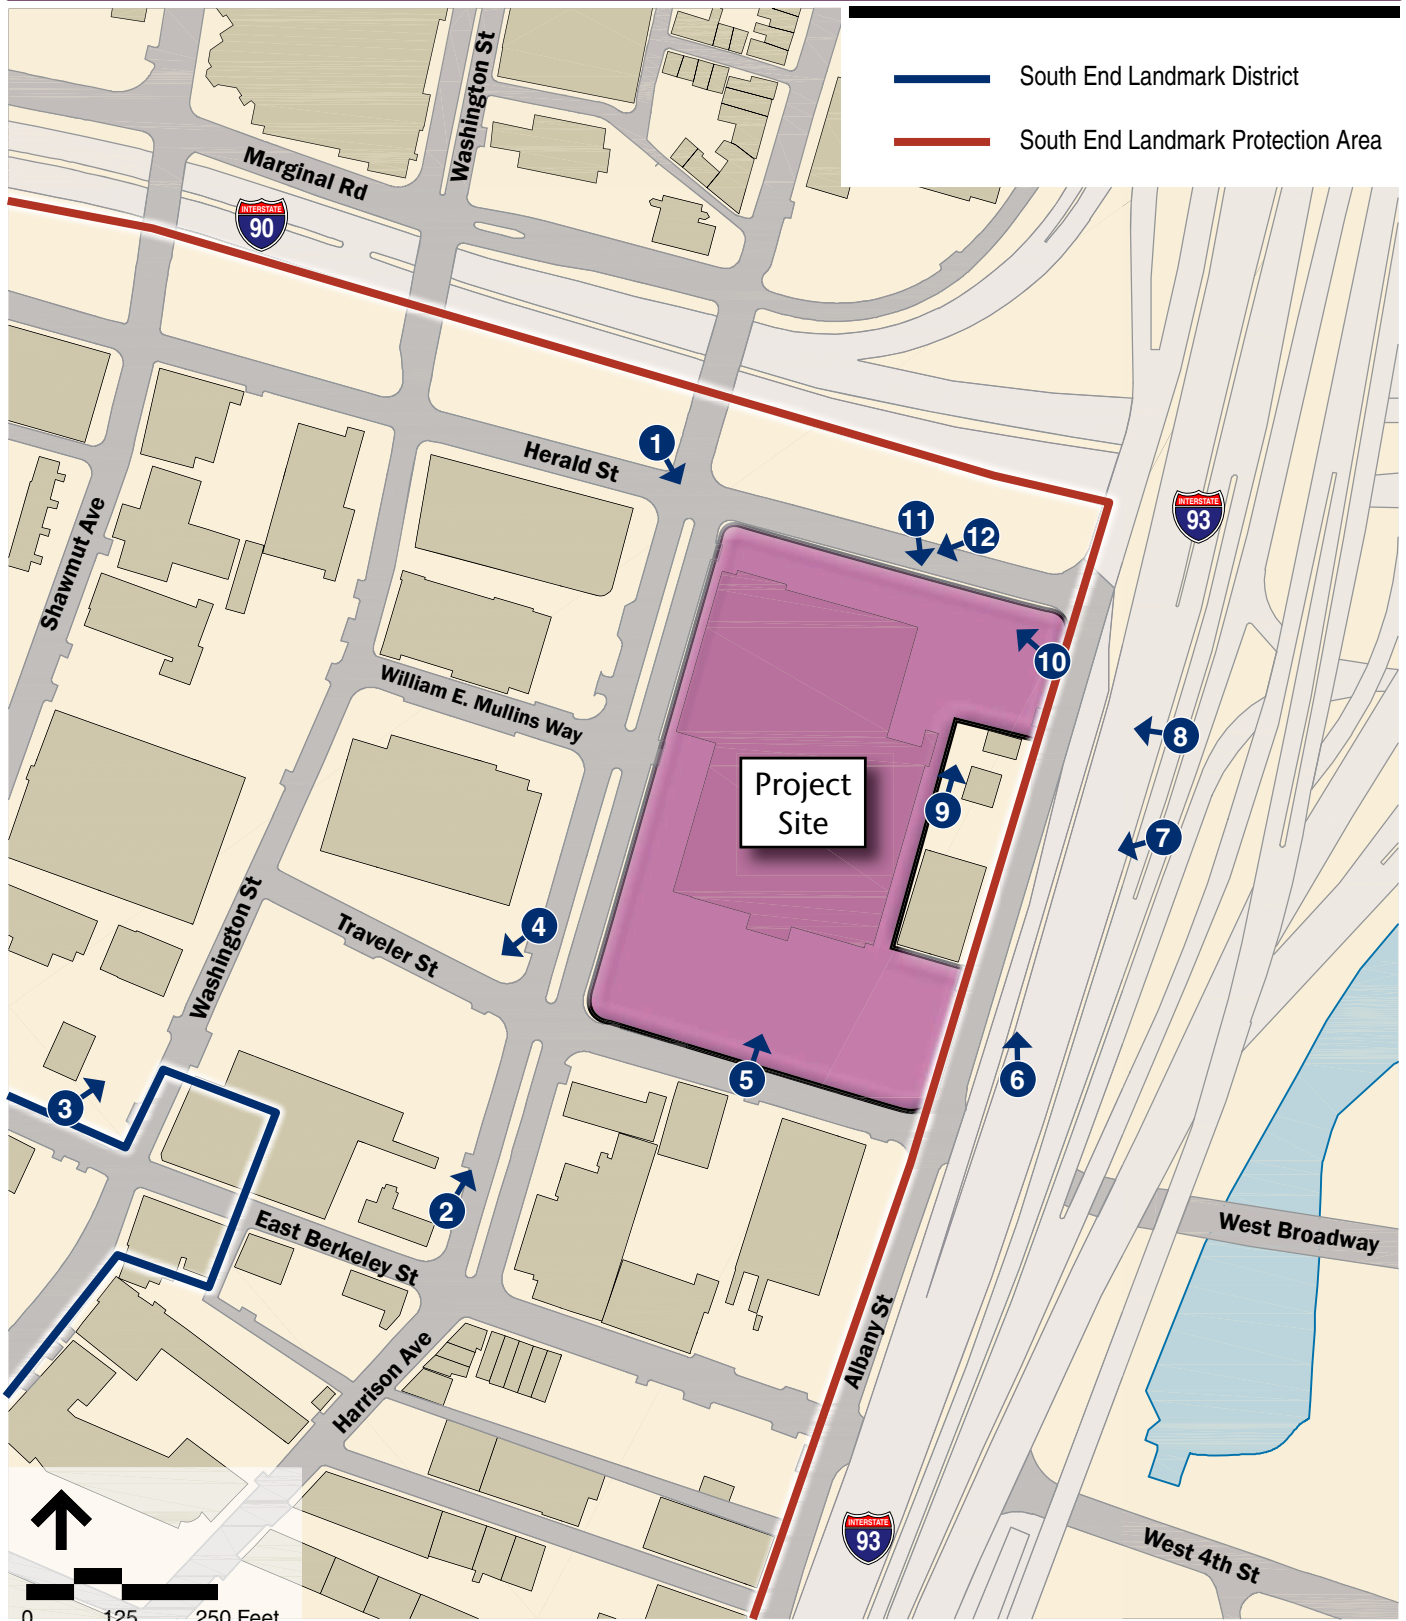 South End Landmark District
South End Landmark Protection Area
Washington St
Marginal Rd
INTERSTATE
90
1
Herald St
INTERSTATE
93
11
12
Shawmut Ave
10
William E. Mullins Way
8
Project
Site
9
7
Washington St
4
Traveler St
5
6
3
2
East Berkeley St
West Broadway
Albany St
Harrison Ave
INTERSTATE
93
West 4th St
0 125 250 Feet